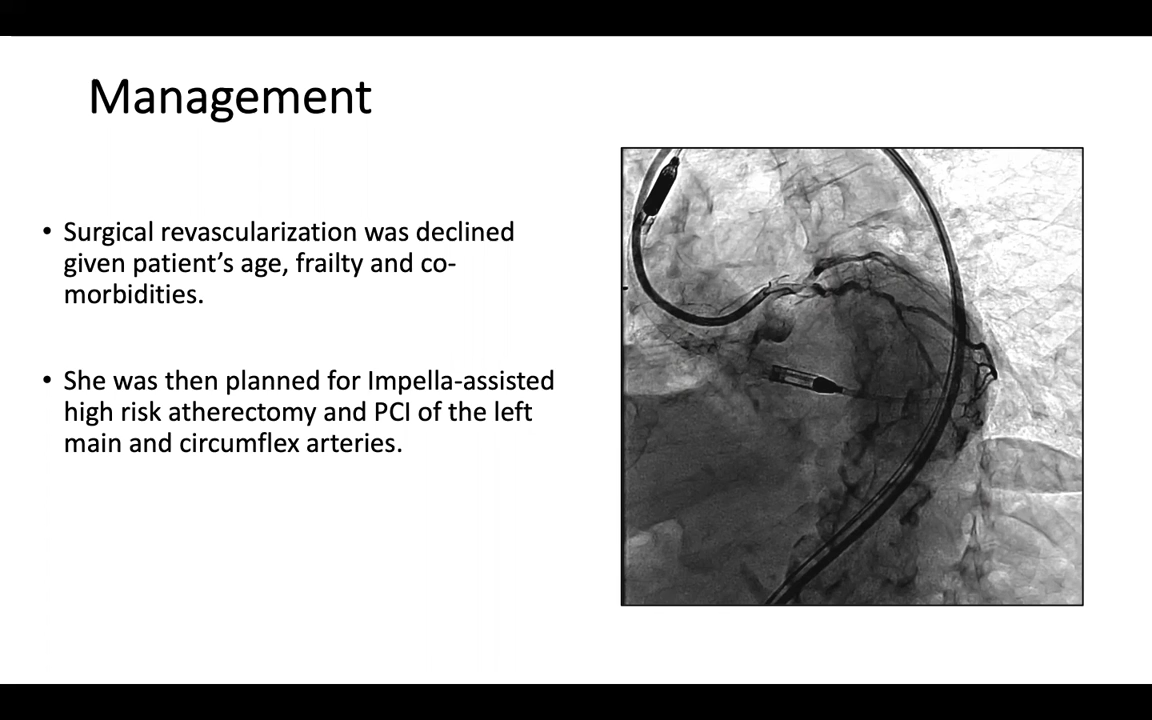 Management
• Surgical revascularization was declined
given patient’s age, frailty and co-
morbidities.
• She was then planned for Impella-assisted
high risk atherectomy and PCI of the left
main and circumflex arteries.